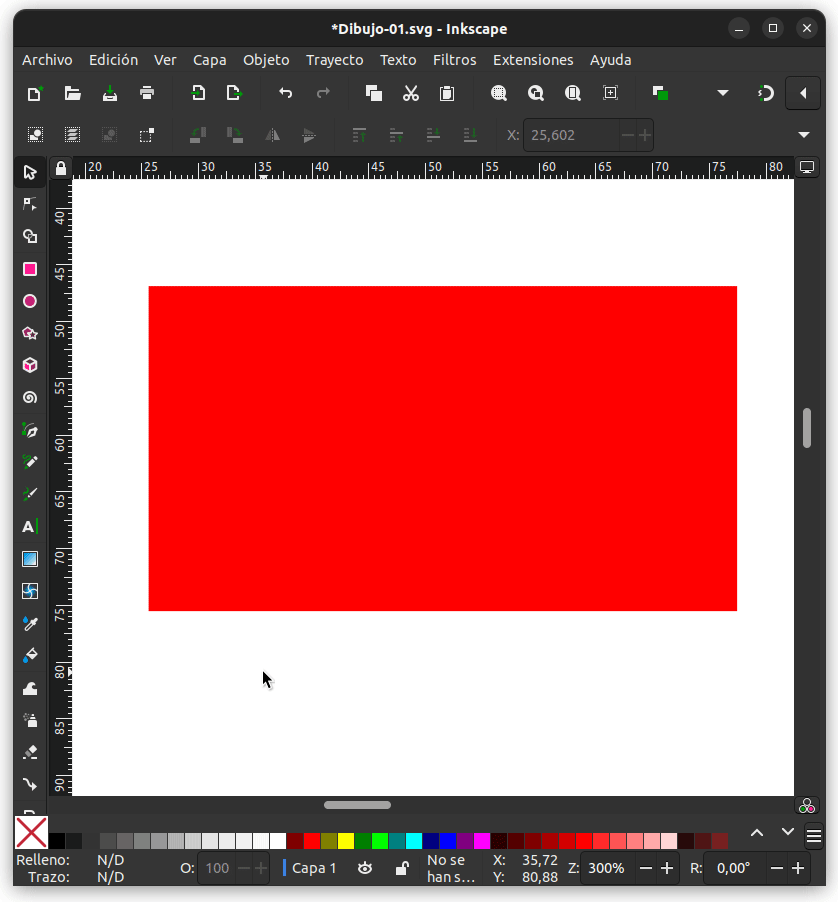 *Dibujo-01.svg - Inkscape
Archivo Edición Ver Capa Objeto Trayecto Texto Filtros Extensiones Ayuda
X: 25,602
20 25 30 35 40 45 50 55 60 65 70 75 80
40
45
50
55
60
65
70
75
80
85
90
A
Relleno: N/D O: 100 Capa 1 No se X: 35,72 Z: 300% R: 0,00°
Trazo: N/D han s... Y: 80,88